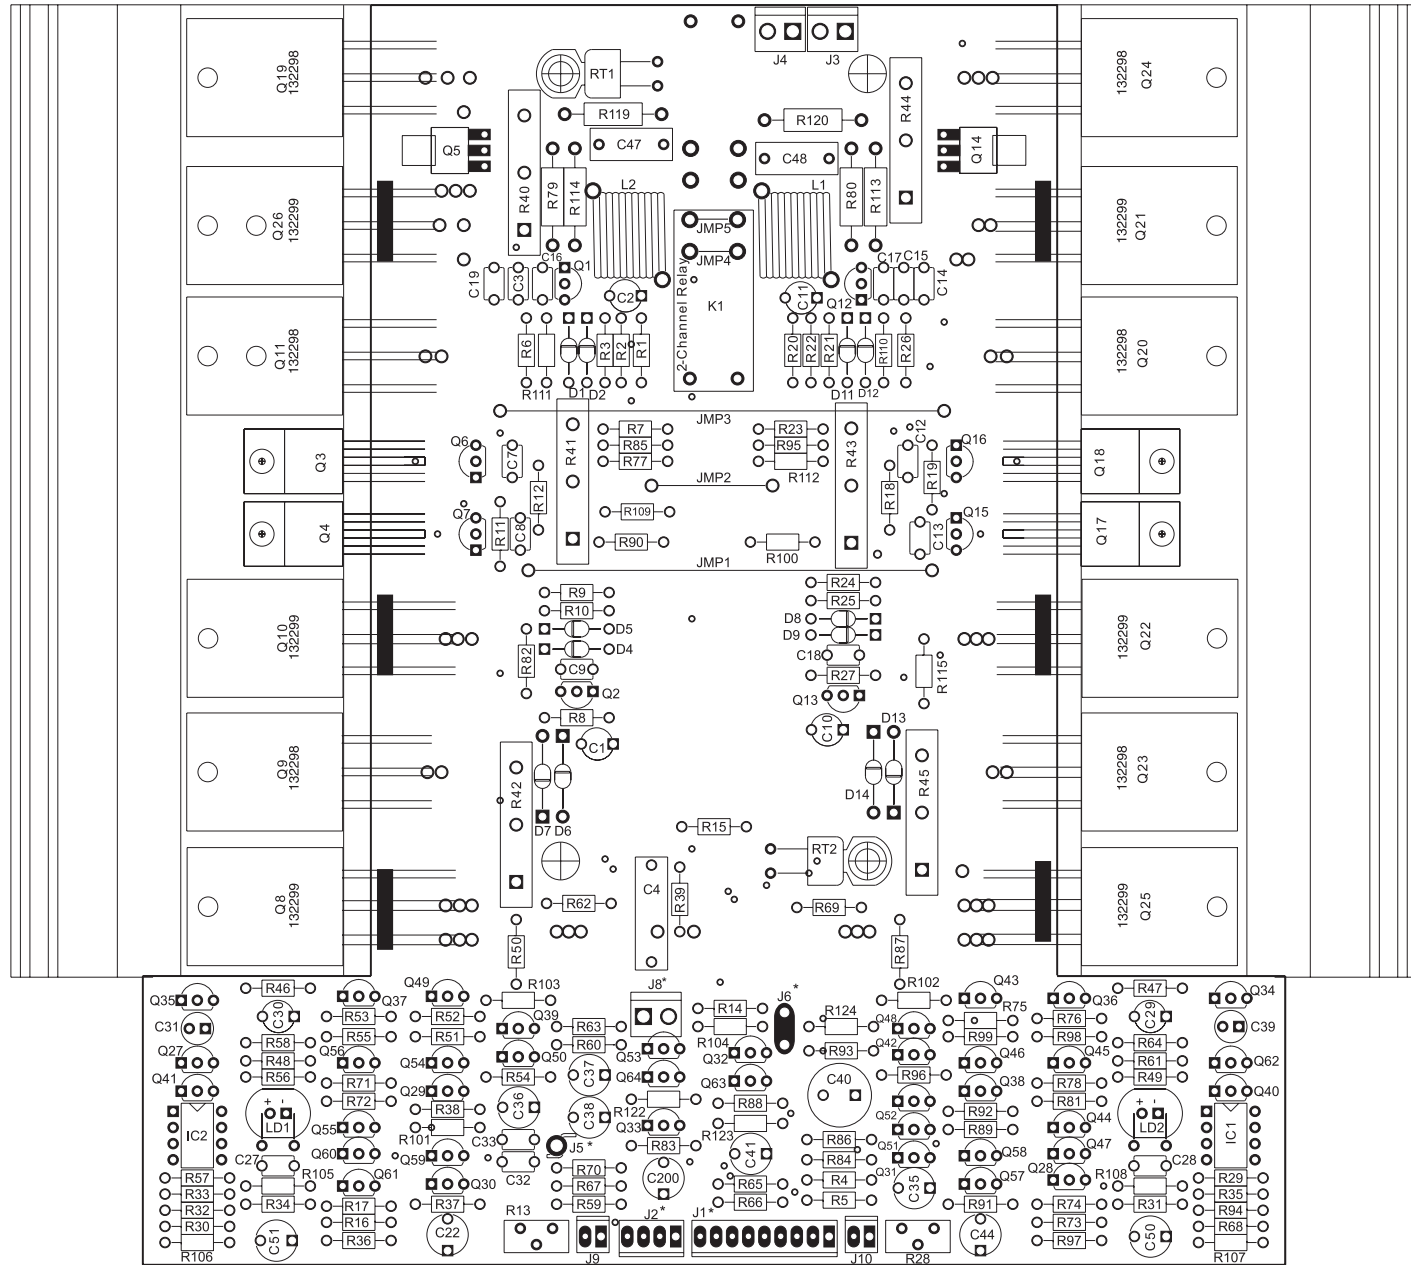 J4 J3
Q19 132298
RT1
R44
Q24 132298
R119
R120
Q5
C47
C48
Q14
R40
R79
R114
L2
L1
R80
R113
Q26 132299
JMP5
JMP4
Q21 132299
C19
C3
C16
Q1
C2
2-Channel Relay
K1
C11
Q12
C17
C15
C14
Q11 132298
R6
R111
D1
D2
R3
R2
R1
R20
R22
R21
D11
D12
R110
R26
Q20 132298
JMP3
Q3
Q6
C7
R12
R41
R7
R85
R77
R23
R95
R112
R43
R18
C12
R19
Q16
Q18
JMP2
Q4
Q7
R11
C8
R109
R90
R100
C13
Q15
Q17
JMP1
Q10 132299
R82
R9
R10
D5
D4
C9
Q2
R8
C1
R24
R25
D8
D9
C18
R27
Q13
C10
R115
Q22 132299
Q9 132298
R42
D7 D6
D13
D14
R45
Q23 132298
R15
RT2
Q8 132299
R62
C4
R39
R69
Q25 132299
R50
R87
Q35
R46
C30
C31
Q37
R53
Q49
R52
R103
Q39
R63
J8*
R14
J6*
R124
R102
Q43
R75
Q36
R76
R47
C29
Q34
C39
Q27
R58
R48
R56
Q56
R55
R51
Q54
Q50
R54
R60
C37
Q53
Q64
R104
Q32
Q63
R93
C40
Q48
Q42
R96
R99
Q46
Q38
R98
Q45
R78
R64
R61
R49
Q62
Q41
R71
R72
Q29
R38
C36
C38
R122
R88
R92
R81
Q40
IC2
+ -
LD1
Q55
R101
C33
J5*
Q33
R123
R86
Q52
R89
Q44
+ -
LD2
IC1
C27
Q60
Q59
C32
R83
C41
R84
Q51
Q58
Q47
C28
R57
R33
R32
R30
R106
R105
R34
C51
Q61
R17
R16
R36
Q30
R37
C22
R70
R67
R59
C200
R65
R66
R4
R5
Q31
C35
Q57
R91
C44
Q28
R74
R73
R97
R108
R31
C50
R29
R35
R94
R68
R107
R13
J9
J2*
J1*
J10
R28